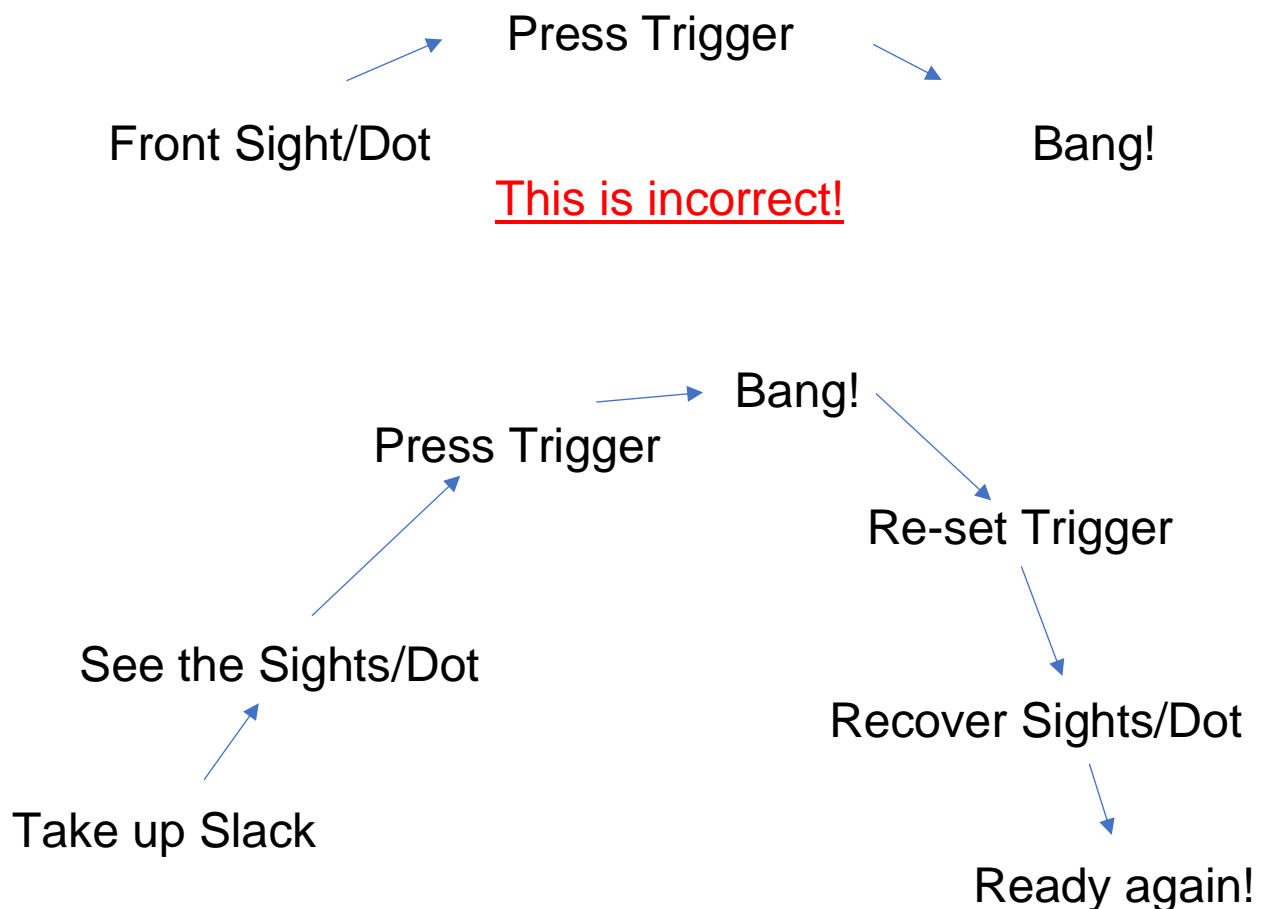 Press Trigger
Front Sight/Dot
Bang!
This is incorrect!
Bang!
Press Trigger
Re-set Trigger
See the Sights/Dot
Recover Sights/Dot
Take up Slack
Ready again!